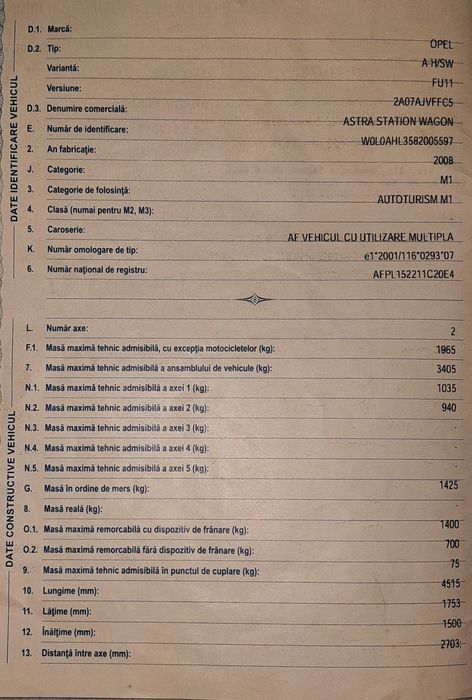 DATE IDENTIFICARE VEHICUL
D.1. Marcă: OPEL
D.2. Tip: A-H/SW
Variantă: FU11
Versiune: 2A07AJVFFC5
D.3. Denumire comercială: ASTRA STATION WAGON
E. Număr de identificare: W0L0AHL3582005597
2. An fabricaţie: 2008
J. Categorie: M1
3. Categorie de folosinţă: AUTOTURISM M1
4. Clasă (numai pentru M2, M3): -
5. Caroserie: AF VEHICUL CU UTILIZARE MULTIPLA
K. Număr omologare de tip: e1*2001/116*0293*07
6. Număr naţional de registru: AFPL152211C20E4
DATE CONSTRUCTIVE VEHICUL
L. Număr axe: 2
F.1. Masă maximă tehnic admisibilă, cu excepţia motocicletelor (kg): 1965
7. Masă maximă tehnic admisibilă a ansamblului de vehicule (kg): 3405
N.1. Masă maximă tehnic admisibilă a axei 1 (kg): 1035
N.2. Masă maximă tehnic admisibilă a axei 2 (kg): 940
N.3. Masă maximă tehnic admisibilă a axei 3 (kg): -
N.4. Masă maximă tehnic admisibilă a axei 4 (kg): -
N.5. Masă maximă tehnic admisibilă a axei 5 (kg): -
G. Masă în ordine de mers (kg): 1425
8. Masă reală (kg): -
O.1. Masă maximă remorcabilă cu dispozitiv de frânare (kg): 1400
O.2. Masă maximă remorcabilă fără dispozitiv de frânare (kg): 700
9. Masă maximă tehnic admisibilă în punctul de cuplare (kg): 75
10. Lungime (mm): 4515
11. Lăţime (mm): 1753
12. Înălţime (mm): 1500
13. Distanţă între axe (mm): 2703;